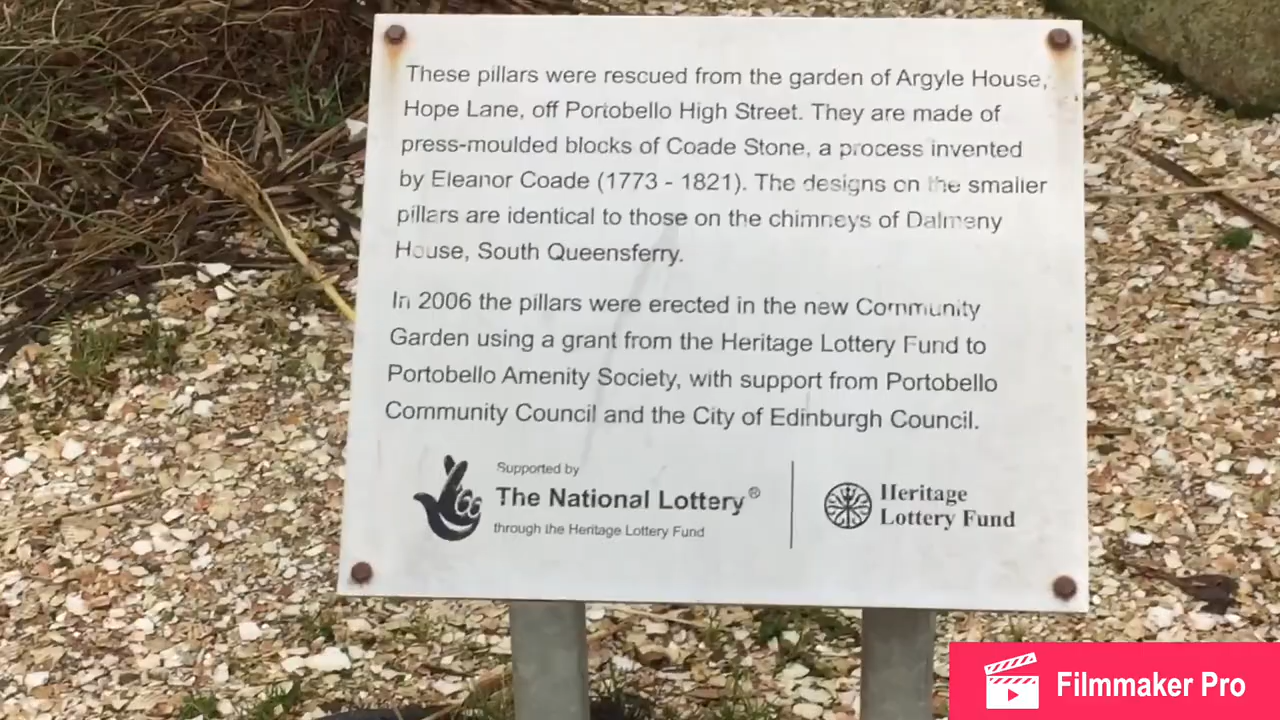 These pillars were rescued from the garden of Argyle House,
Hope Lane, off Portobello High Street. They are made of
press-moulded blocks of Coade Stone, a process invented
by Eleanor Coade (1773 - 1821). The designs on the smaller
pillars are identical to those on the chimneys of Dalmeny
House, South Queensferry.
In 2006 the pillars were erected in the new Community
Garden using a grant from the Heritage Lottery Fund to
Portobello Amenity Society, with support from Portobello
Community Council and the City of Edinburgh Council.
Supported by
The National Lottery®
through the Heritage Lottery Fund
Heritage
Lottery Fund
Filmmaker Pro